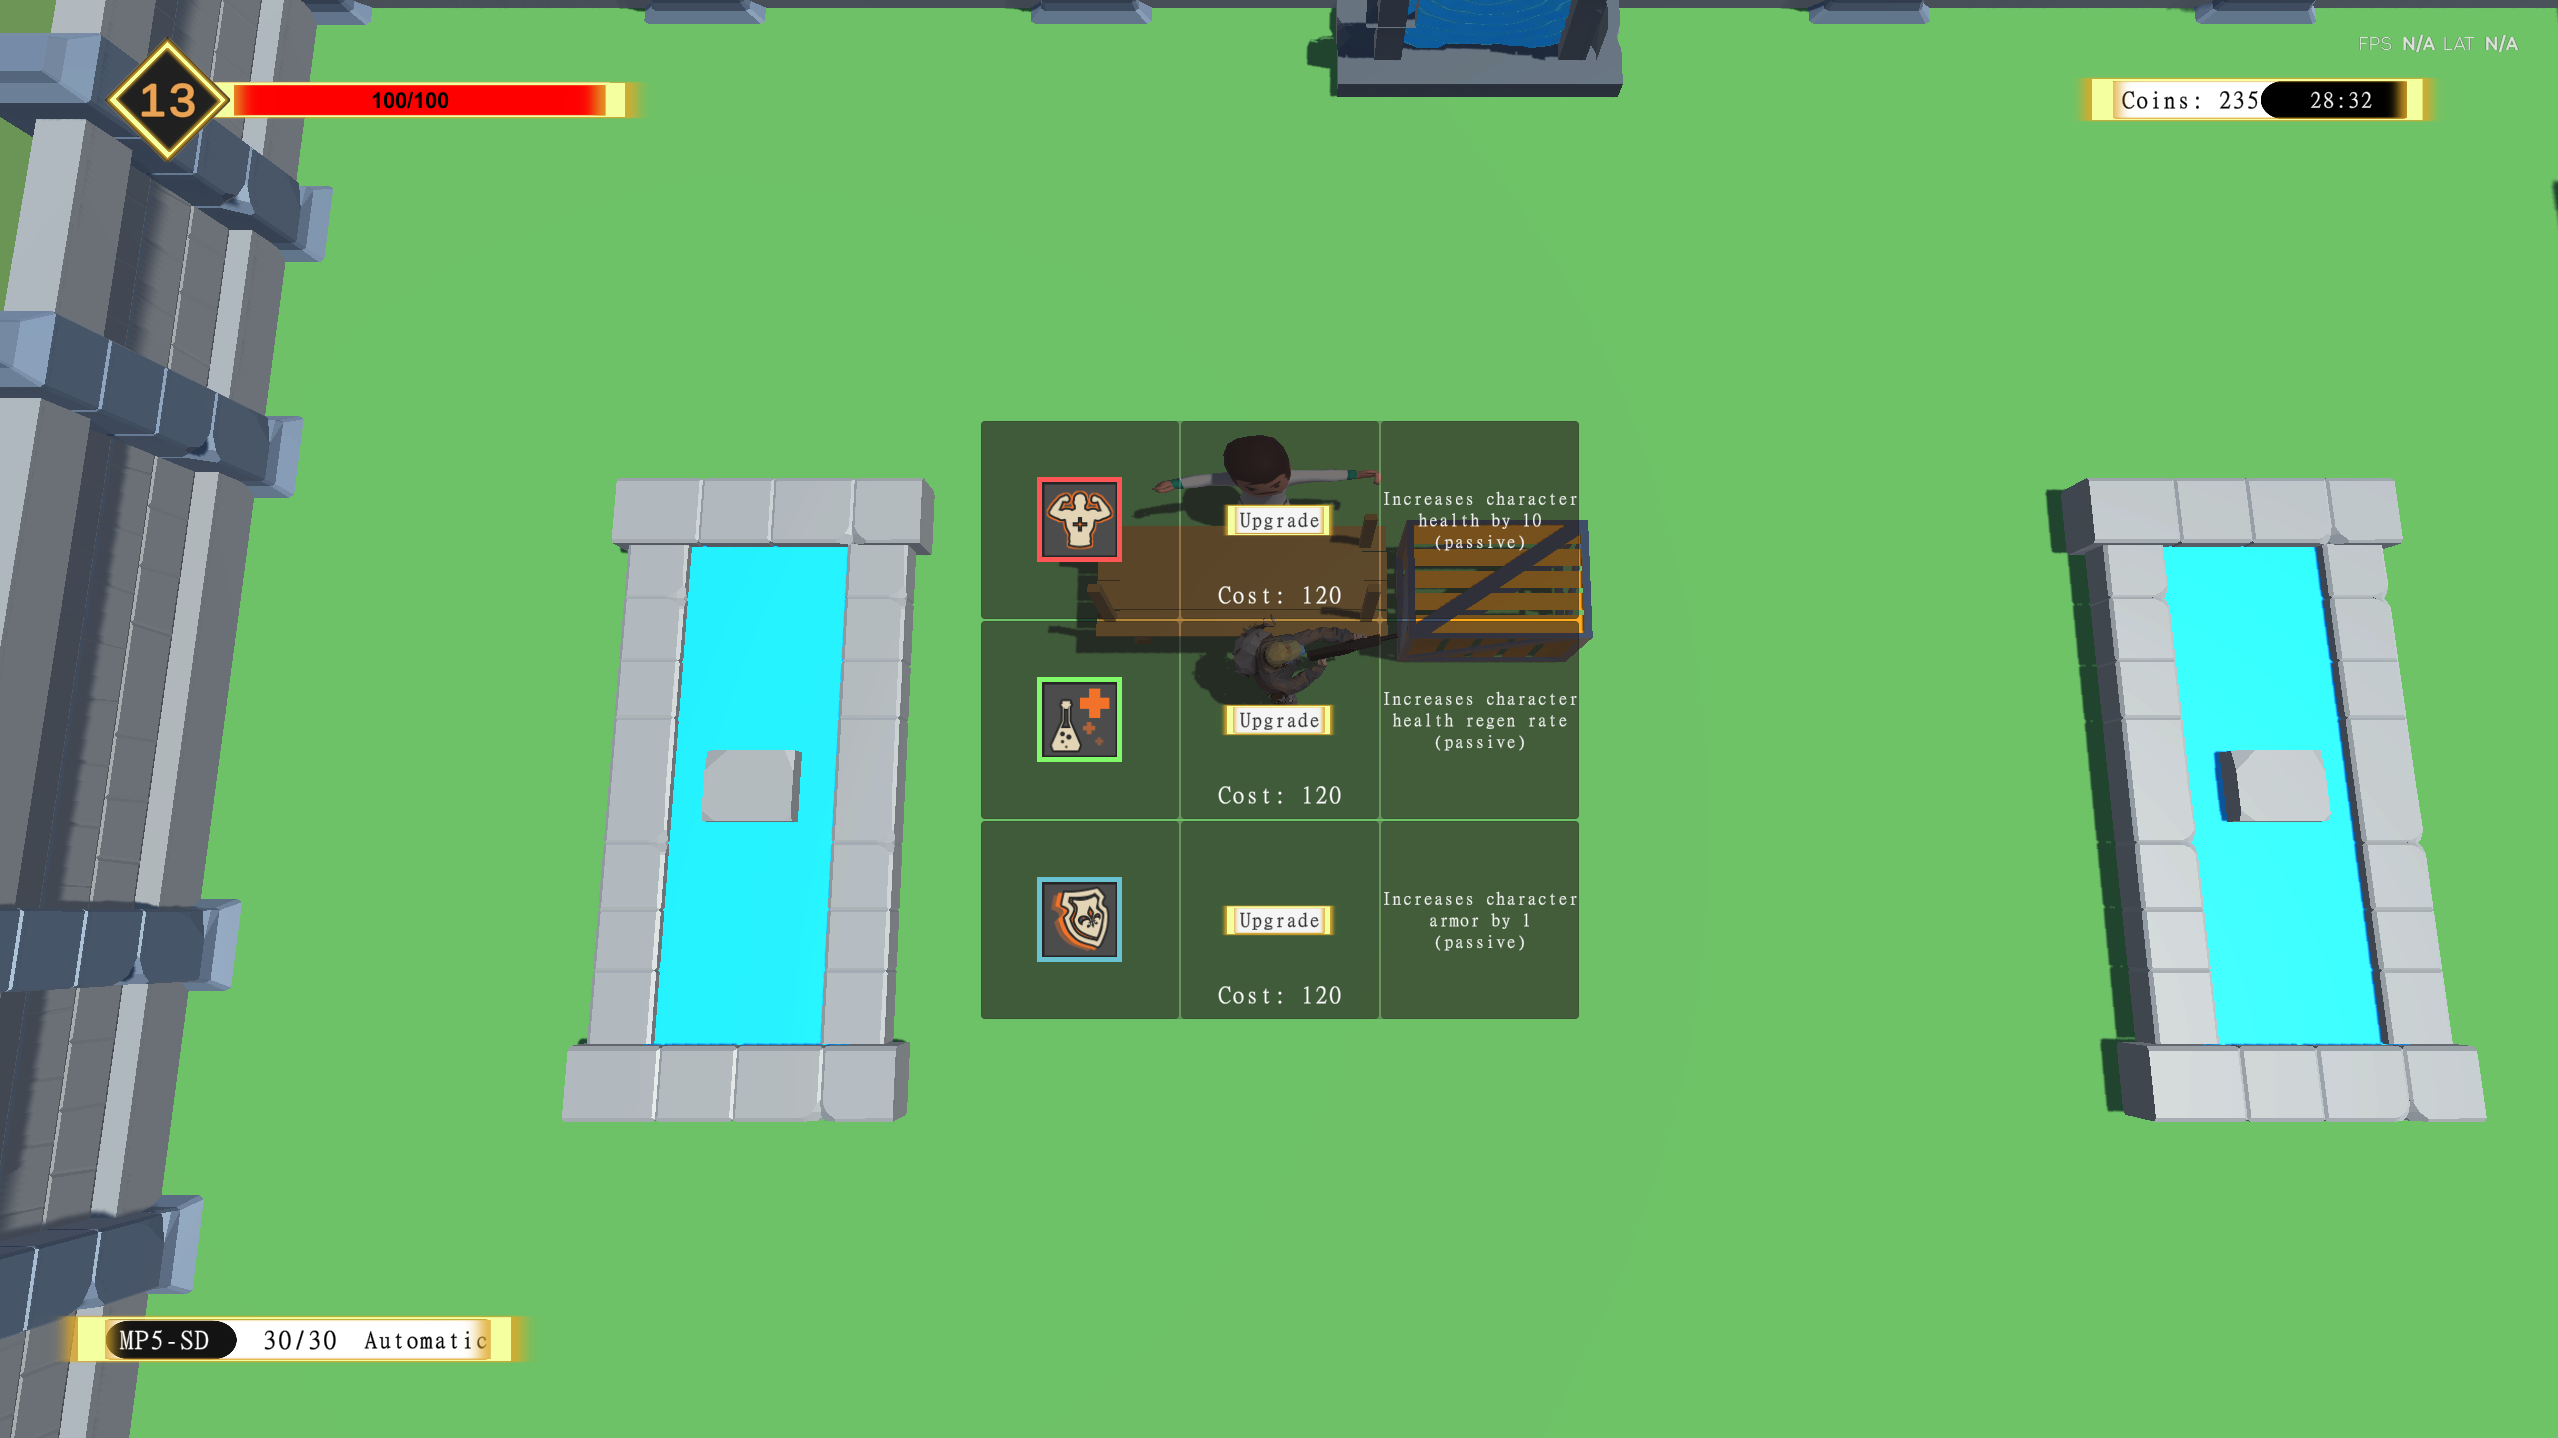 FPS N/A LAT N/A
13
100/100
Coins: 235
28:32
Increases character
health by 10
(passive)
Upgrade
Cost: 120
Increases character
health regen rate
(passive)
Upgrade
Cost: 120
Increases character
armor by 1
(passive)
Upgrade
Cost: 120
MP5-SD 30/30 Automatic